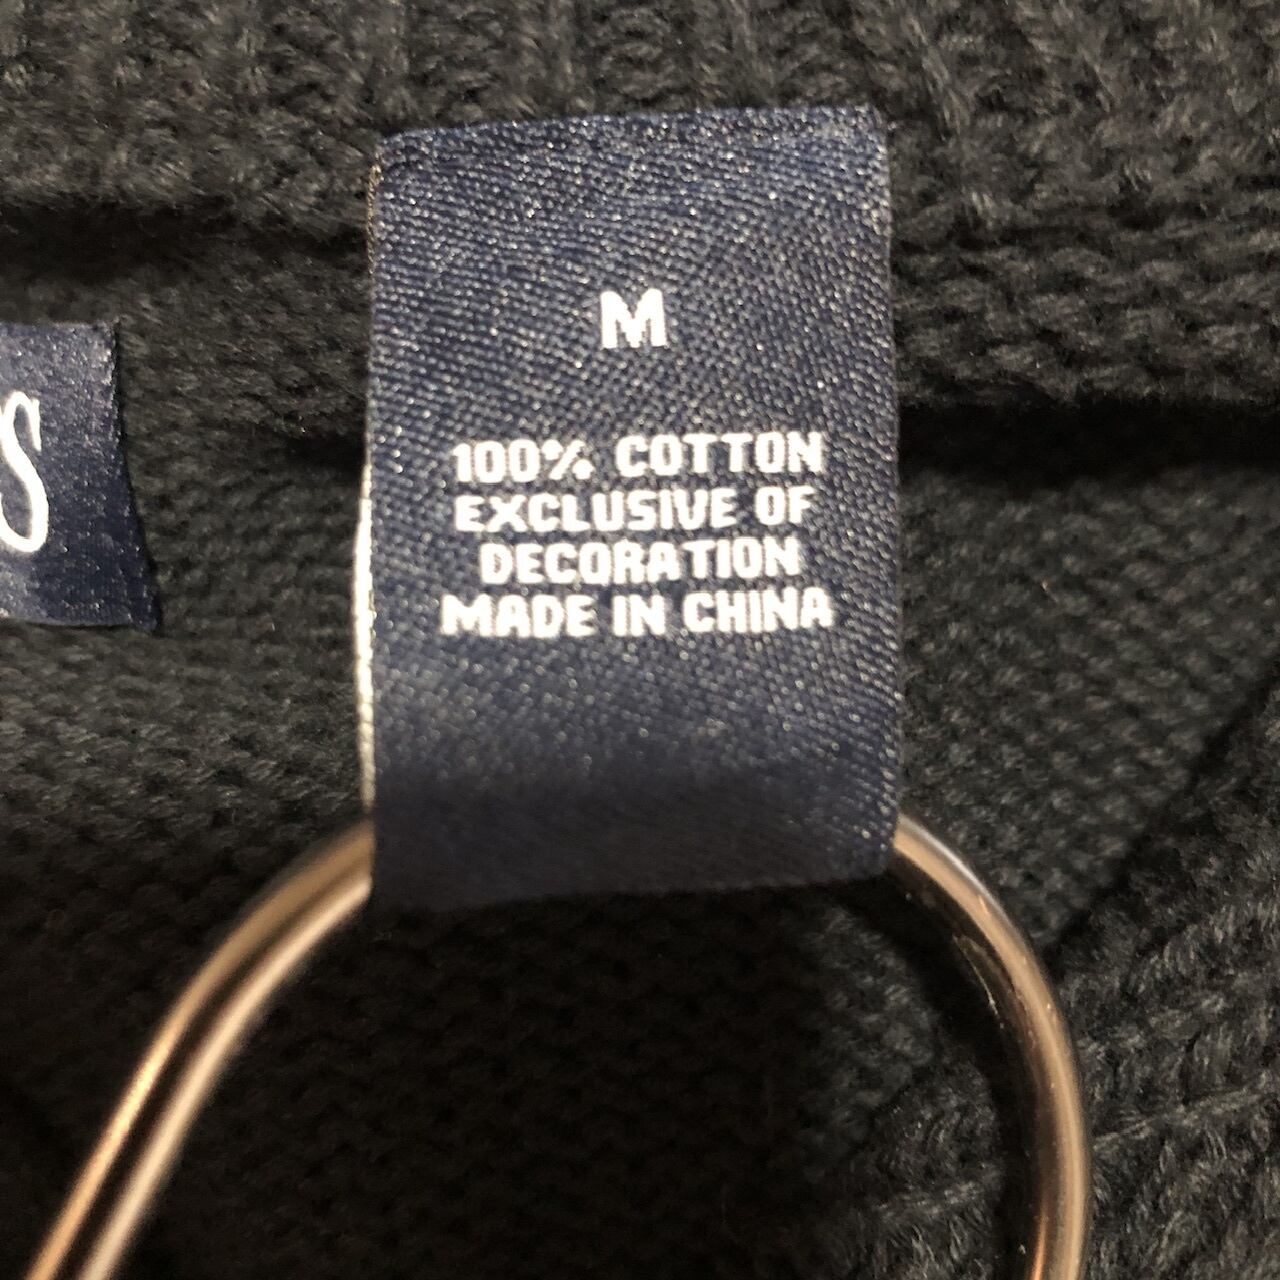 M
100% COTTON
EXCLUSIVE OF
DECORATION
MADE IN CHINA